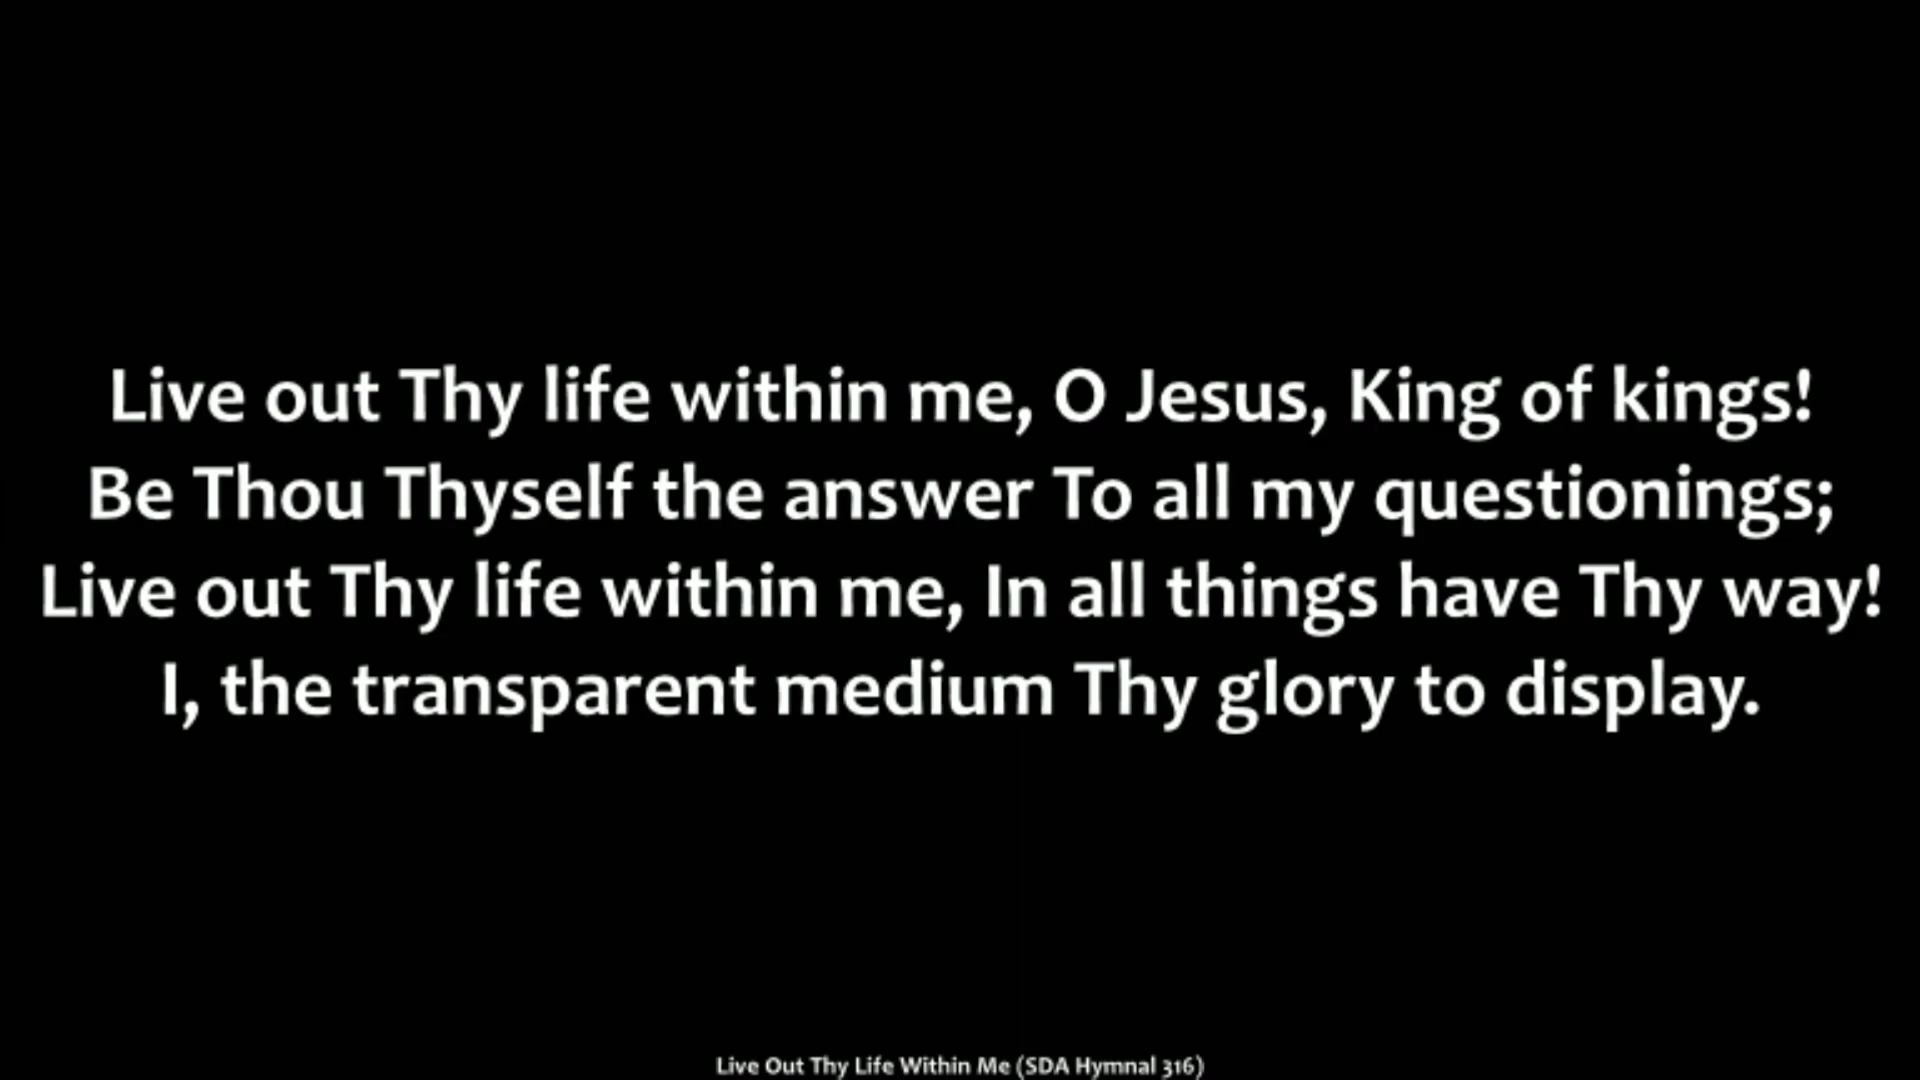 Live out Thy life within me, O Jesus, King of kings!
Be Thou Thyself the answer To all my questionings;
Live out Thy life within me, In all things have Thy way!
I, the transparent medium Thy glory to display.
Live Out Thy Life Within Me (SDA Hymnal 316)